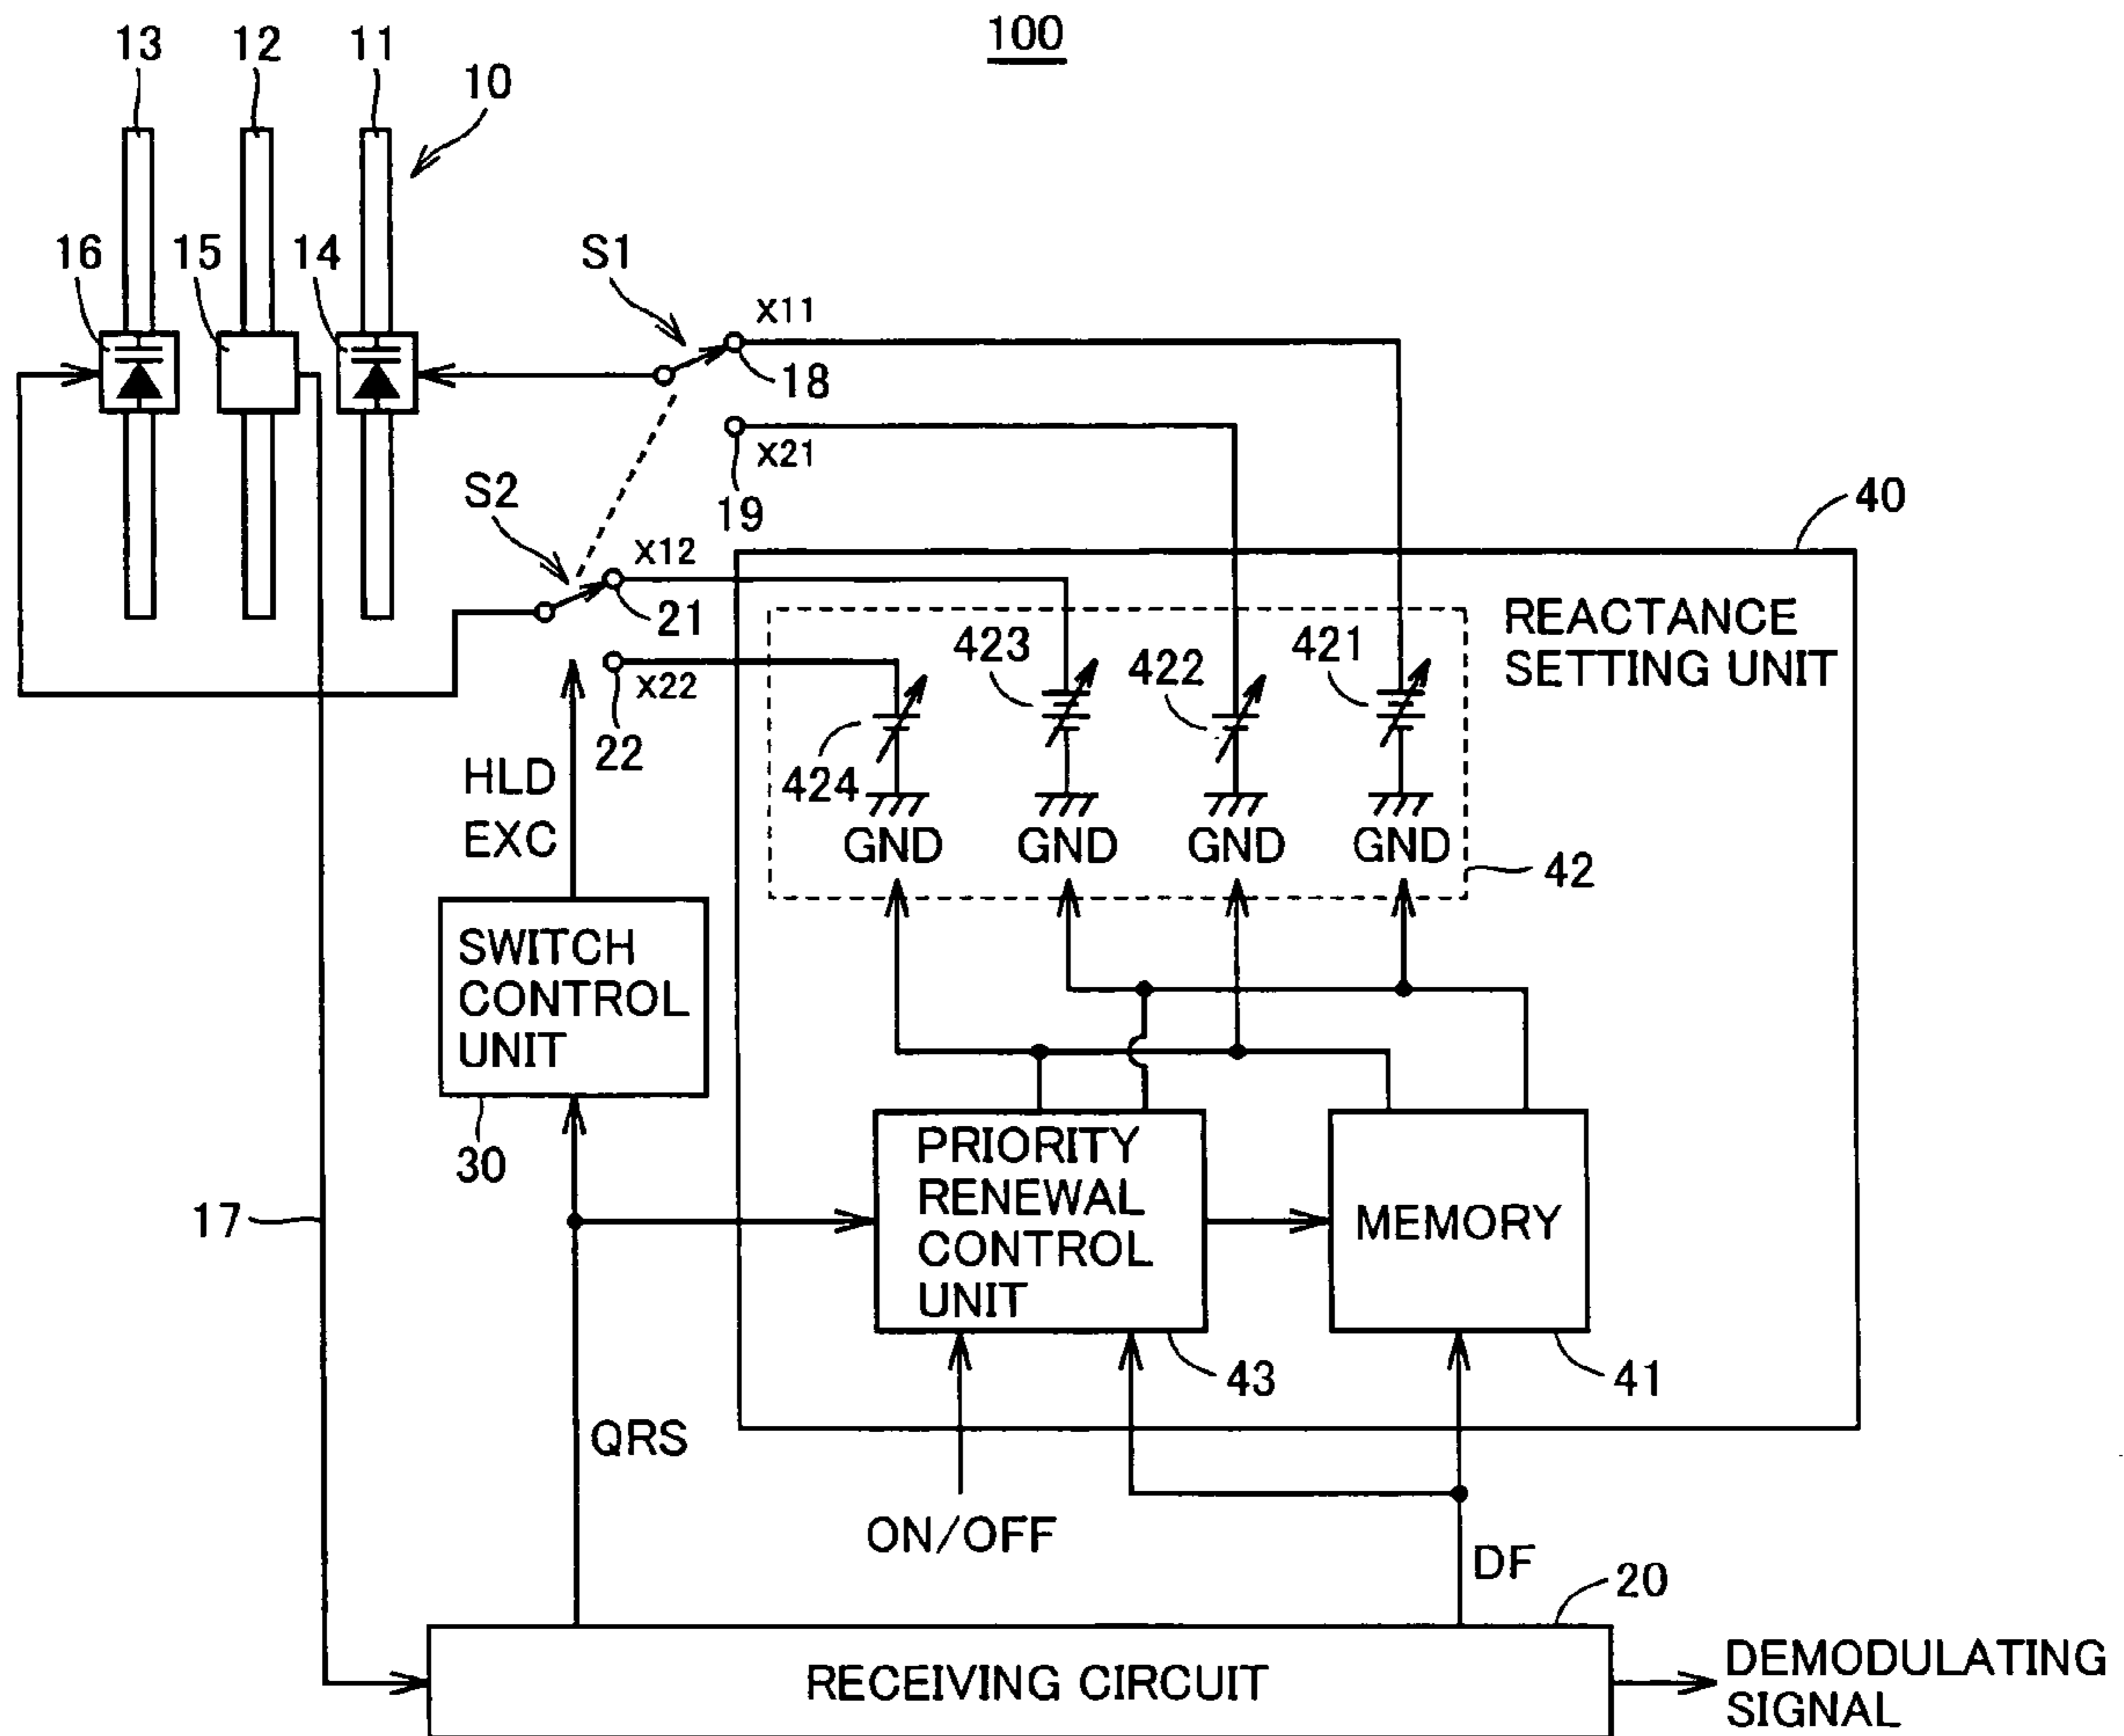 100
13
12
11
10
16
15
14
S1
X11
18
X21
19
S2
X12
21
X22
22
40
REACTANCE
SETTING UNIT
423
422
421
424
GND
GND
GND
GND
42
HLD
EXC
SWITCH
CONTROL
UNIT
30
17
PRIORITY
RENEWAL
CONTROL
UNIT
MEMORY
43
41
QRS
ON/OFF
DF
20
RECEIVING CIRCUIT
DEMODULATING
SIGNAL